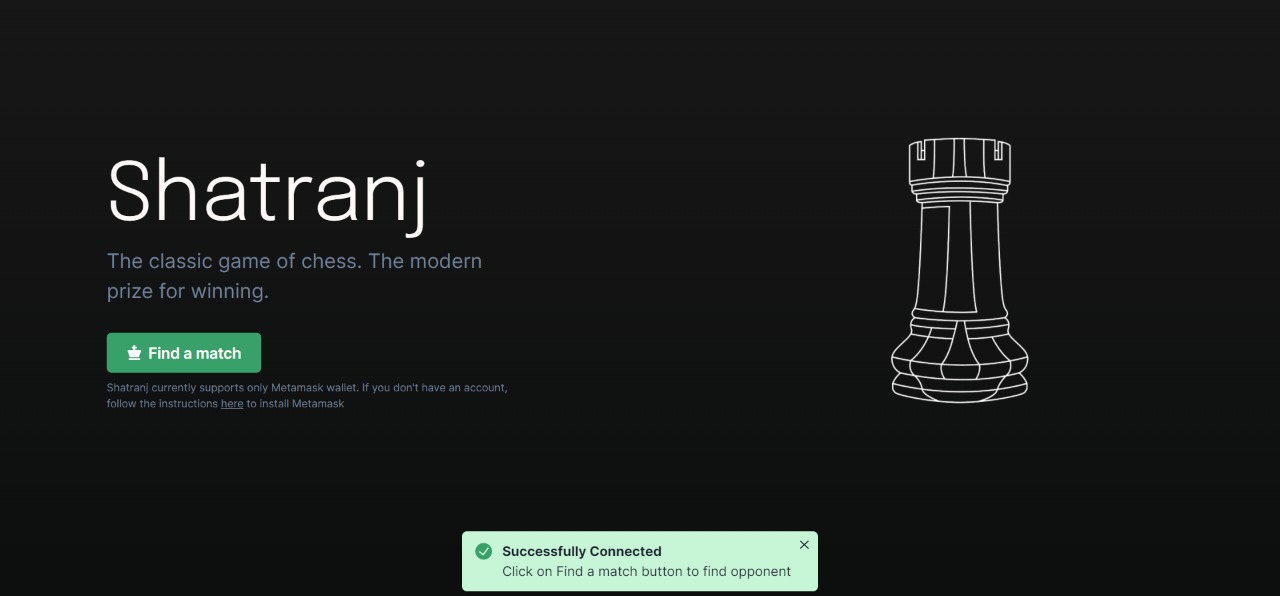 Shatranj
The classic game of chess. The modern
prize for winning.
Find a match
Shatranj currently supports only Metamask wallet. If you don't have an account,
follow the instructions here to install Metamask
Successfully Connected
Click on Find a match button to find opponent